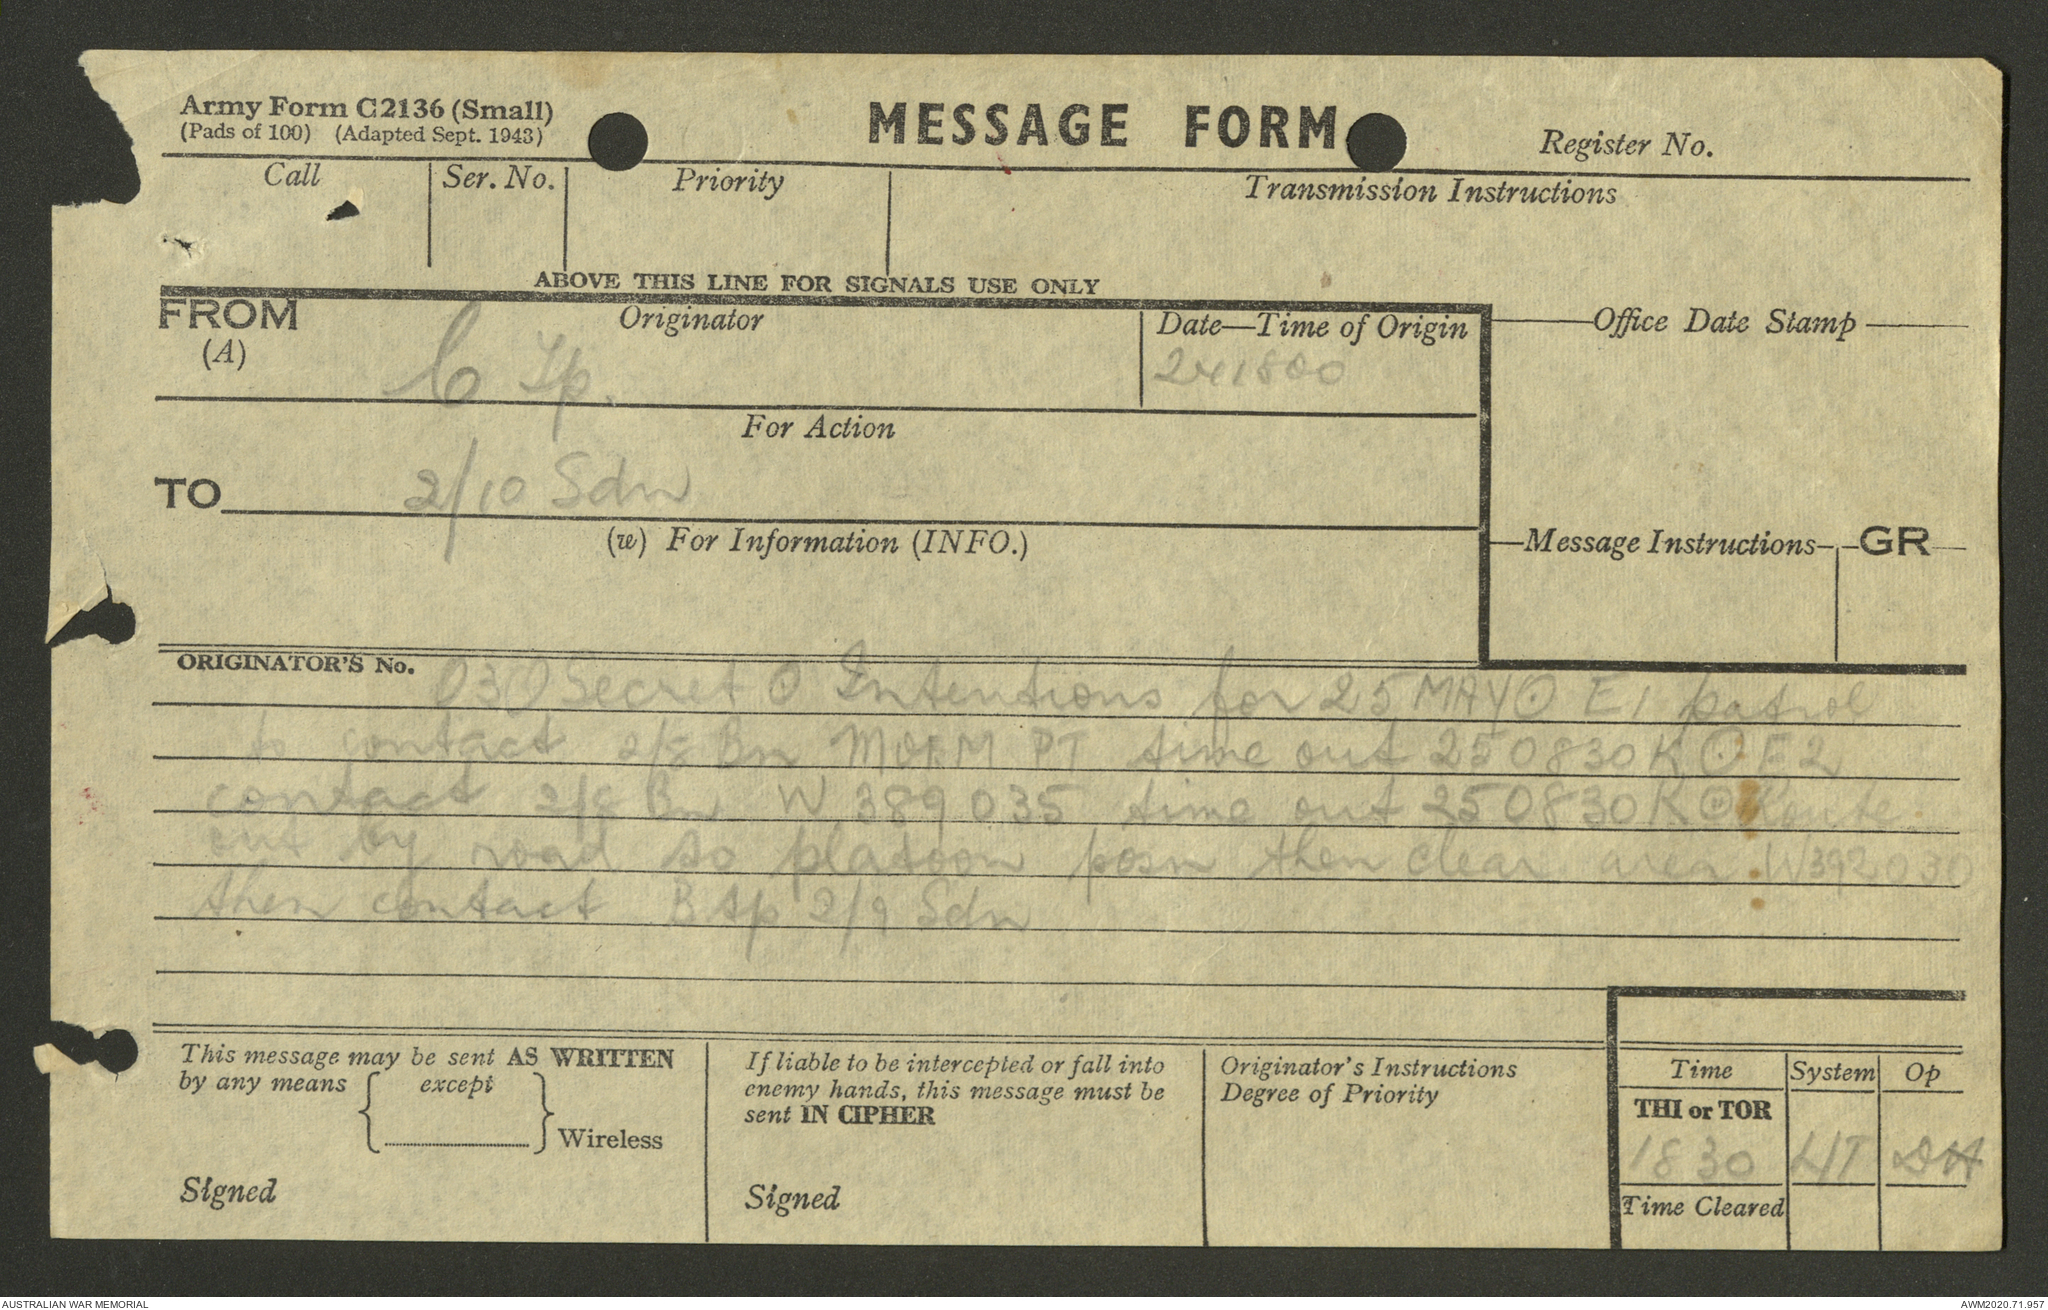 Army Form C2136 (Small)
(Pads of 100) (Adapted Sept. 1943)
MESSAGE FORM
Register No.
Call
Ser. No.
Priority
Transmission Instructions
ABOVE THIS LINE FOR SIGNALS USE ONLY
FROM
(A)
Originator
C Tp.
Date—Time of Origin
241800
Office Date Stamp
For Action
TO
2/10 Sdn
(w) For Information (INFO.)
Message Instructions
GR
ORIGINATOR'S No.
030 Secret ⊙ Intentions for 25 MAY ⊙ E1 patrol
to contact 2/8 Bn MOEM PT time out 250830K ⊙ E2
contact 2/8 Bn W 389035 time out 250830K ⊙ Route
out by road to platoon posn then clear area W392030
then contact B tp 2/9 Sdn
This message may be sent AS WRITTEN
by any means { except } Wireless
Signed
If liable to be intercepted or fall into
enemy hands, this message must be
sent IN CIPHER
Signed
Originator's Instructions
Degree of Priority
Time
System
Op
THI or TOR
1830
L/T
DH
Time Cleared
AUSTRALIAN WAR MEMORIAL
AWM2020.71.957